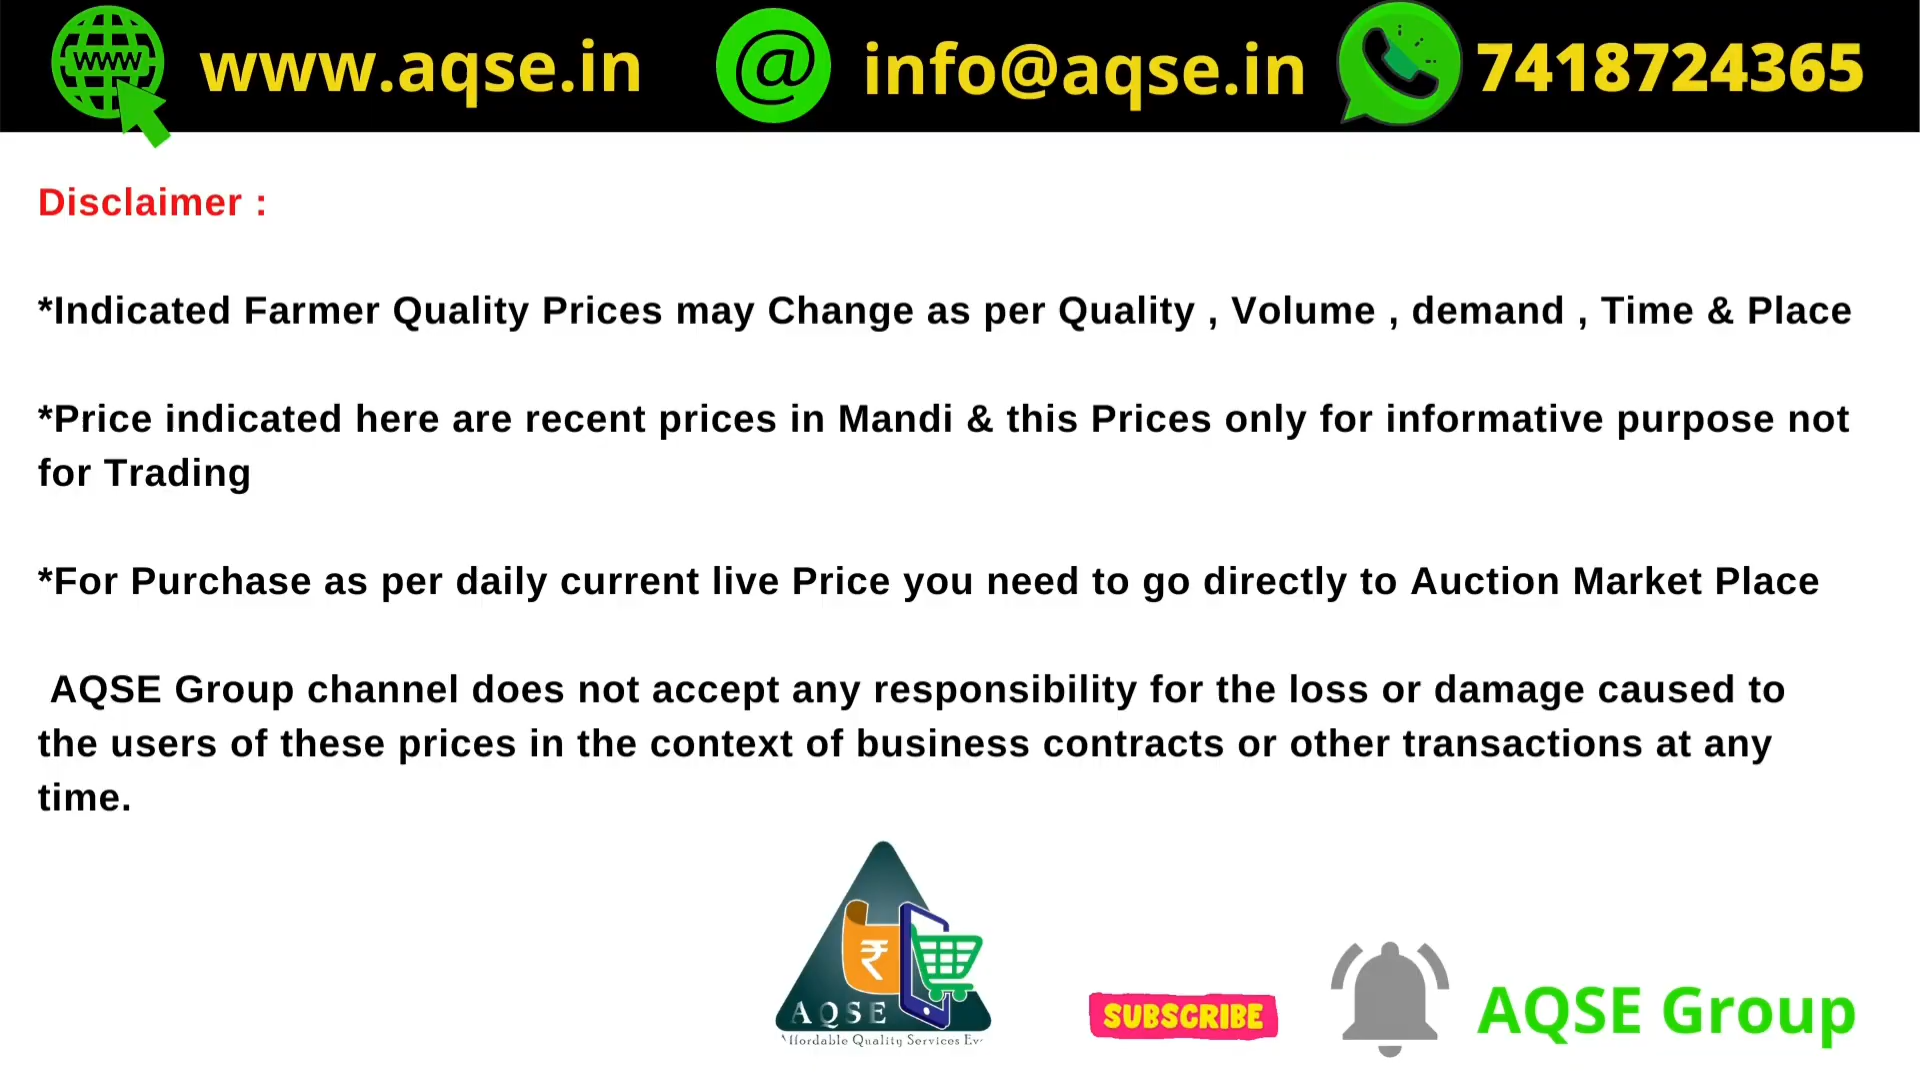 www
www.aqse.in
@
info@aqse.in
7418724365
Disclaimer :
*Indicated Farmer Quality Prices may Change as per Quality , Volume , demand , Time & Place
*Price indicated here are recent prices in Mandi & this Prices only for informative purpose not
for Trading
*For Purchase as per daily current live Price you need to go directly to Auction Market Place
AQSE Group channel does not accept any responsibility for the loss or damage caused to
the users of these prices in the context of business contracts or other transactions at any
time.
₹
AQSE
Quality Services
SUBSCRIBE
AQSE Group